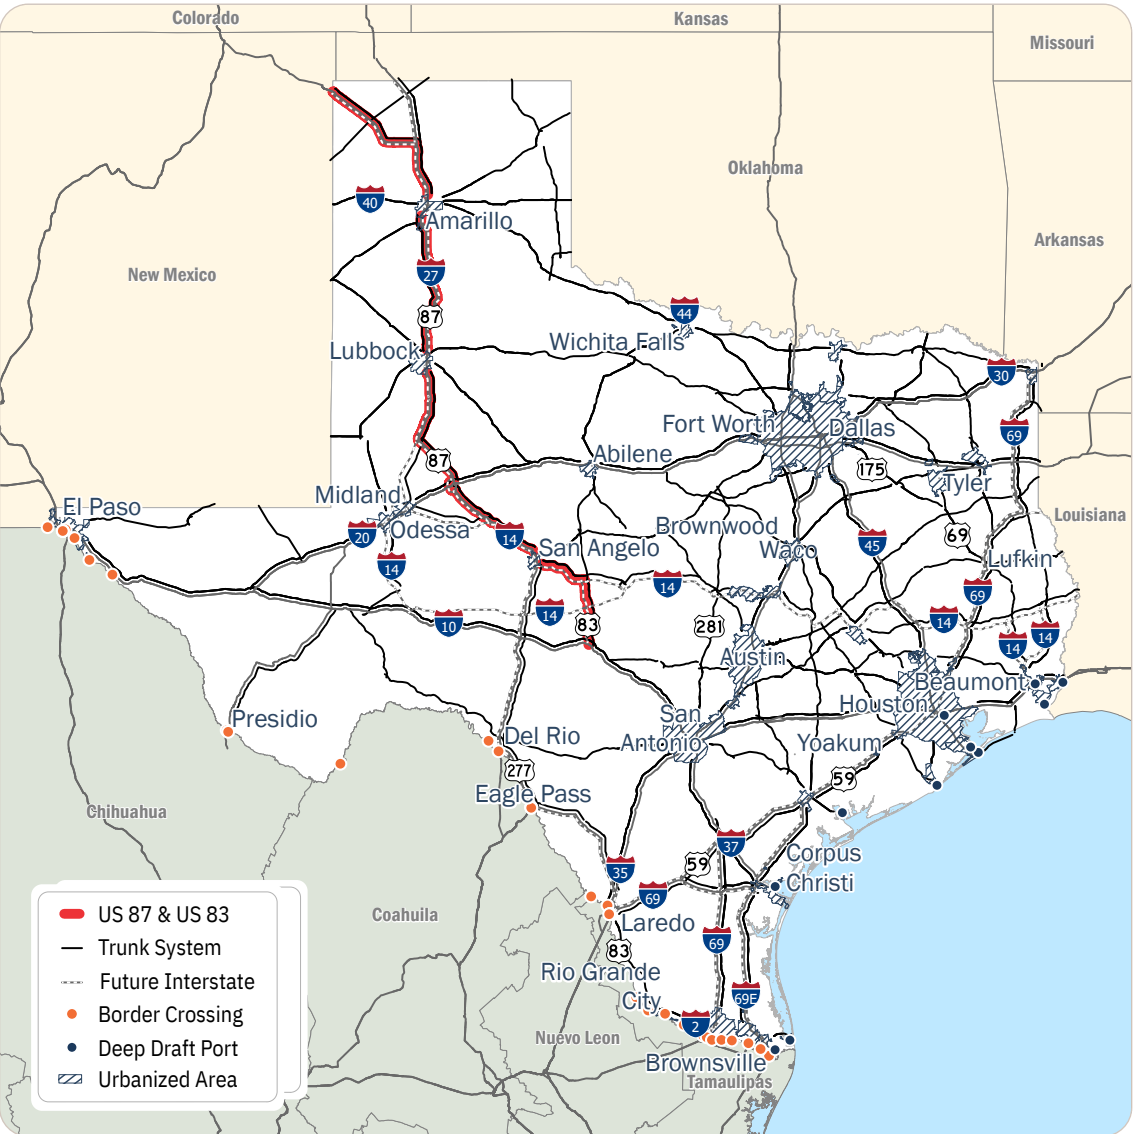 Colorado
Kansas
Missouri
Oklahoma
40
Amarillo
Arkansas
New Mexico
27
87
44
Wichita Falls
Lubbock
30
Fort Worth
Dallas
69
87
Abilene
175
Tyler
Midland
El Paso
Louisiana
20
Odessa
14
Brownwood
69
San Angelo
Waco
45
Lufkin
14
14
69
14
10
83
281
14
14
14
Austin
Beaumont
Houston
San
Antonio
Presidio
Del Rio
Yoakum
277
59
Eagle Pass
Chihuahua
37
Corpus
Christi
59
35
69
Coahuila
Laredo
69
83
Rio Grande
City
69E
2
Nuevo Leon
Brownsville
Tamaulipas
US 87 & US 83
Trunk System
Future Interstate
Border Crossing
Deep Draft Port
Urbanized Area